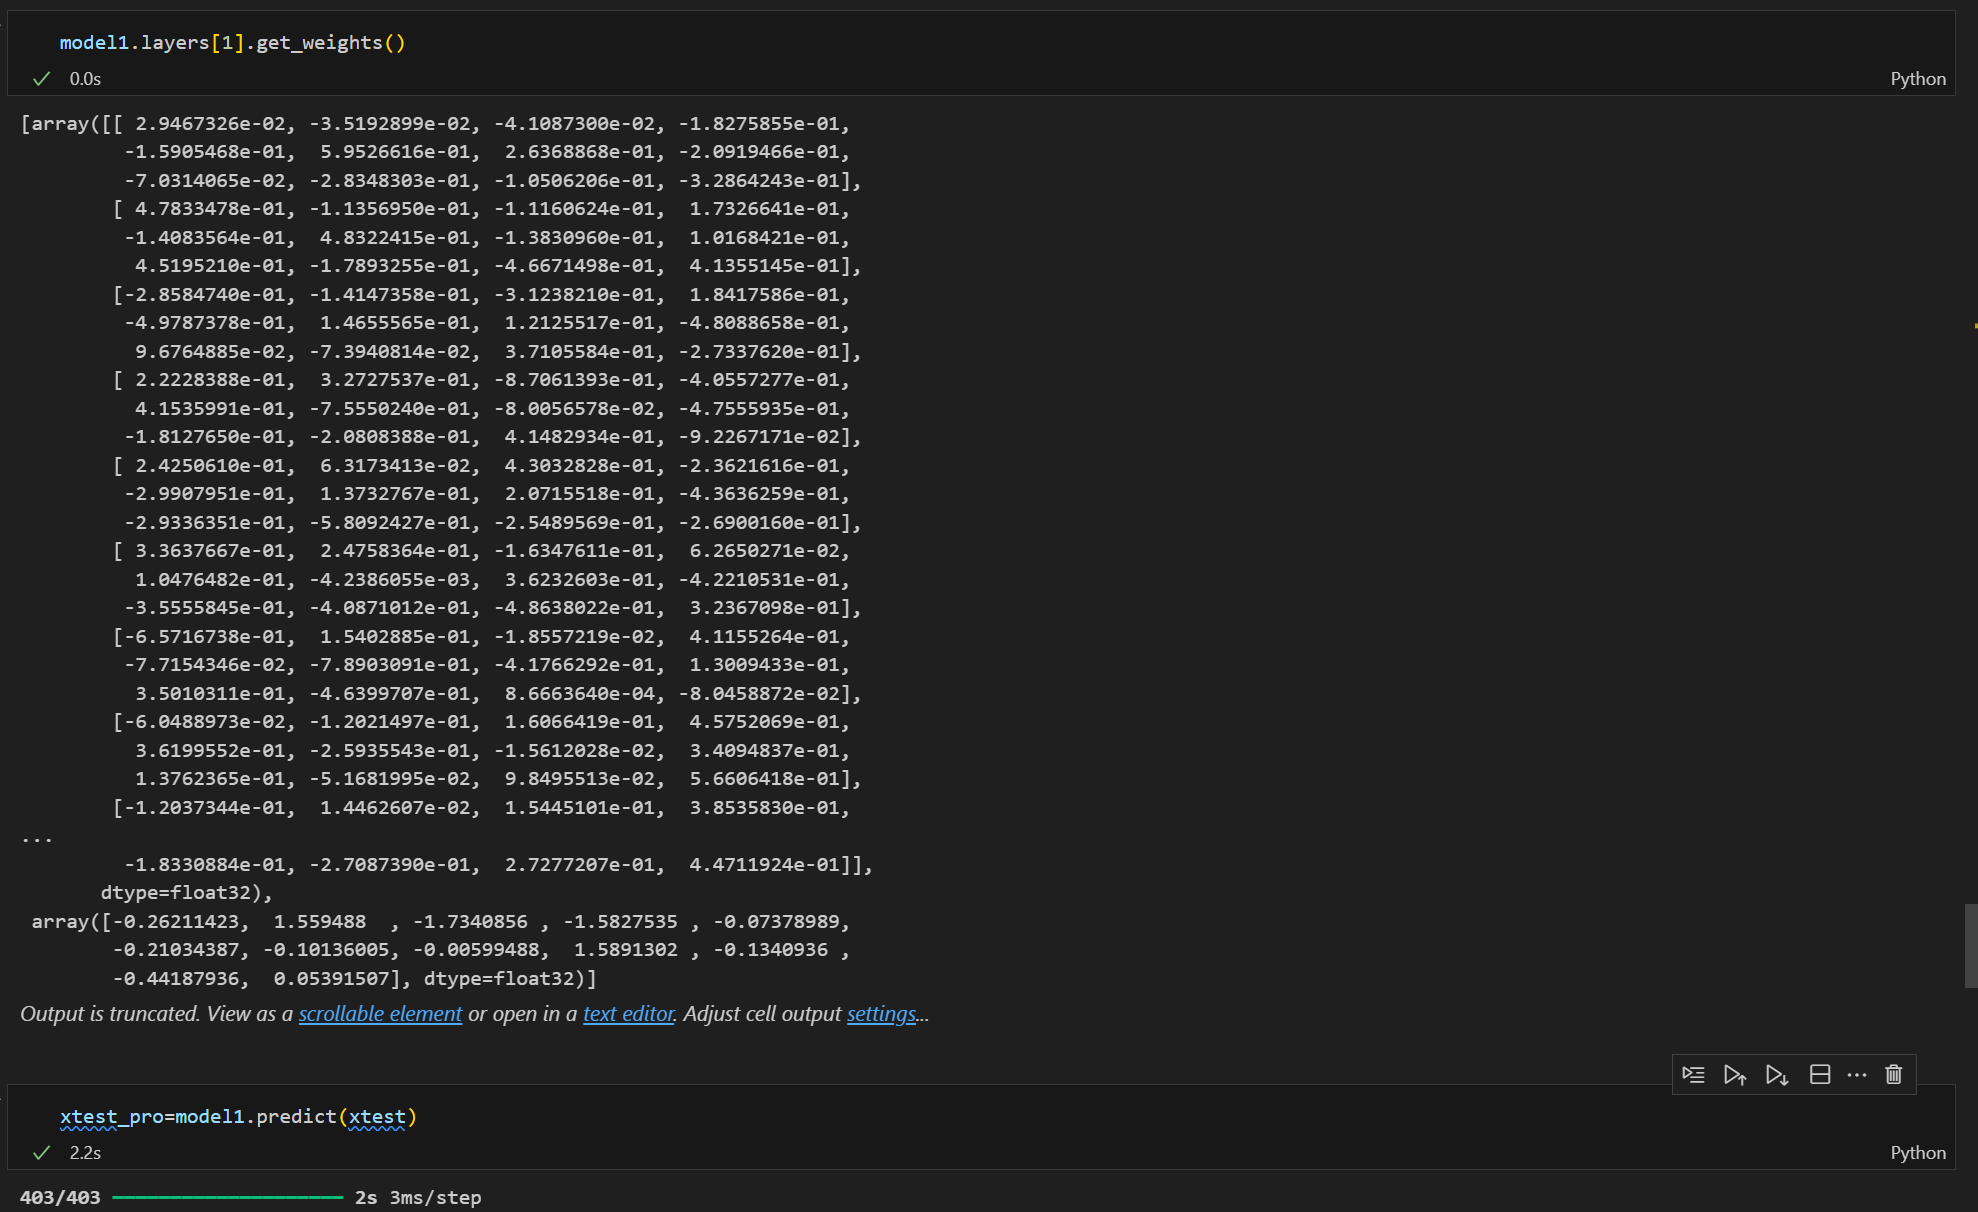 model1.layers[1].get_weights()
0.0s
Python
[array([[ 2.9467326e-02, -3.5192899e-02, -4.1087300e-02, -1.8275855e-01,
-1.5905468e-01,  5.9526616e-01,  2.6368868e-01, -2.0919466e-01,
-7.0314065e-02, -2.8348303e-01, -1.0506206e-01, -3.2864243e-01],
[ 4.7833478e-01, -1.1356950e-01, -1.1160624e-01,  1.7326641e-01,
-1.4083564e-01,  4.8322415e-01, -1.3830960e-01,  1.0168421e-01,
4.5195210e-01, -1.7893255e-01, -4.6671498e-01,  4.1355145e-01],
[-2.8584740e-01, -1.4147358e-01, -3.1238210e-01,  1.8417586e-01,
-4.9787378e-01,  1.4655565e-01,  1.2125517e-01, -4.8088658e-01,
9.6764885e-02, -7.3940814e-02,  3.7105584e-01, -2.7337620e-01],
[ 2.2228388e-01,  3.2727537e-01, -8.7061393e-01, -4.0557277e-01,
4.1535991e-01, -7.5550240e-01, -8.0056578e-02, -4.7555935e-01,
-1.8127650e-01, -2.0808388e-01,  4.1482934e-01, -9.2267171e-02],
[ 2.4250610e-01,  6.3173413e-02,  4.3032828e-01, -2.3621616e-01,
-2.9907951e-01,  1.3732767e-01,  2.0715518e-01, -4.3636259e-01,
-2.9336351e-01, -5.8092427e-01, -2.5489569e-01, -2.6900160e-01],
[ 3.3637667e-01,  2.4758364e-01, -1.6347611e-01,  6.2650271e-02,
1.0476482e-01, -4.2386055e-03,  3.6232603e-01, -4.2210531e-01,
-3.5555845e-01, -4.0871012e-01, -4.8638022e-01,  3.2367098e-01],
[-6.5716738e-01,  1.5402885e-01, -1.8557219e-02,  4.1155264e-01,
-7.7154346e-02, -7.8903091e-01, -4.1766292e-01,  1.3009433e-01,
3.5010311e-01, -4.6399707e-01,  8.6663640e-04, -8.0458872e-02],
[-6.0488973e-02, -1.2021497e-01,  1.6066419e-01,  4.5752069e-01,
3.6199552e-01, -2.5935543e-01, -1.5612028e-02,  3.4094837e-01,
1.3762365e-01, -5.1681995e-02,  9.8495513e-02,  5.6606418e-01],
[-1.2037344e-01,  1.4462607e-02,  1.5445101e-01,  3.8535830e-01,
...
-1.8330884e-01, -2.7087390e-01,  2.7277207e-01,  4.4711924e-01]],
dtype=float32),
array([-0.26211423,  1.559488  , -1.7340856 , -1.5827535 , -0.07378989,
-0.21034387, -0.10136005, -0.00599488,  1.5891302 , -0.1340936 ,
-0.44187936,  0.05391507], dtype=float32)]
Output is truncated. View as a scrollable element or open in a text editor. Adjust cell output settings...
xtest_pro=model1.predict(xtest)
2.2s
Python
403/403 2s 3ms/step